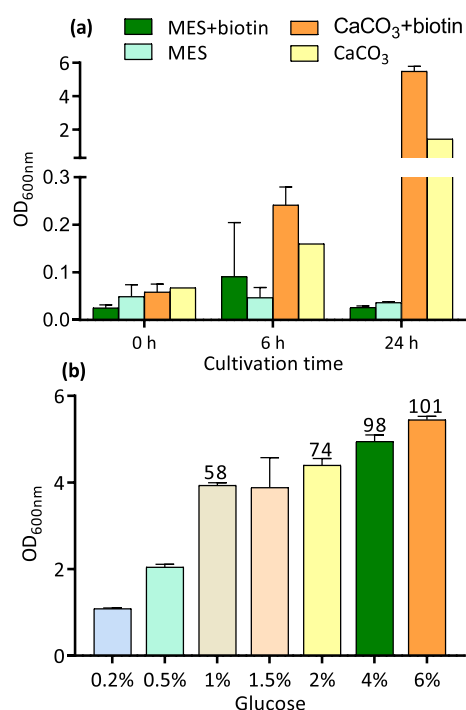 (a)
MES+biotin
CaCO₃+biotin
MES
CaCO₃
6
4
2
0.3
0.2
0.1
0.0
OD₆₀₀ₙₘ
0 h 6 h 24 h
Cultivation time
(b)
6
4
2
0
OD₆₀₀ₙₘ
58 74 98 101
0.2% 0.5% 1% 1.5% 2% 4% 6%
Glucose